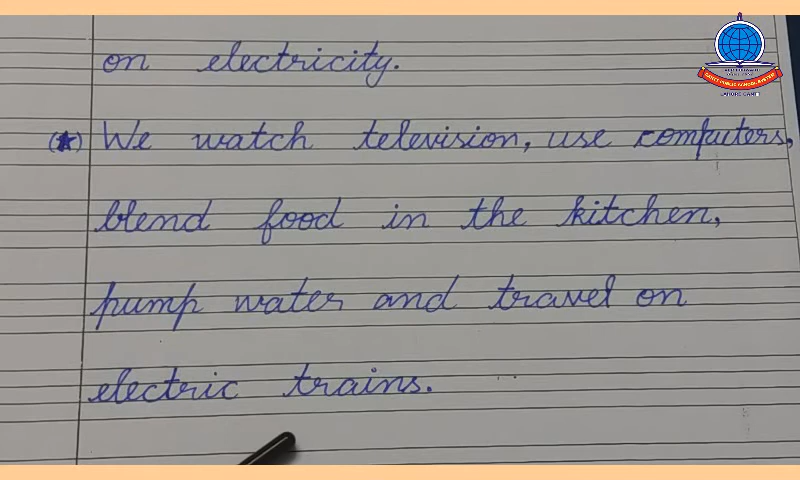 on electricity.
(★) We watch television, use computers,
blend food in the kitchen,
pump water and travel on
electric trains.